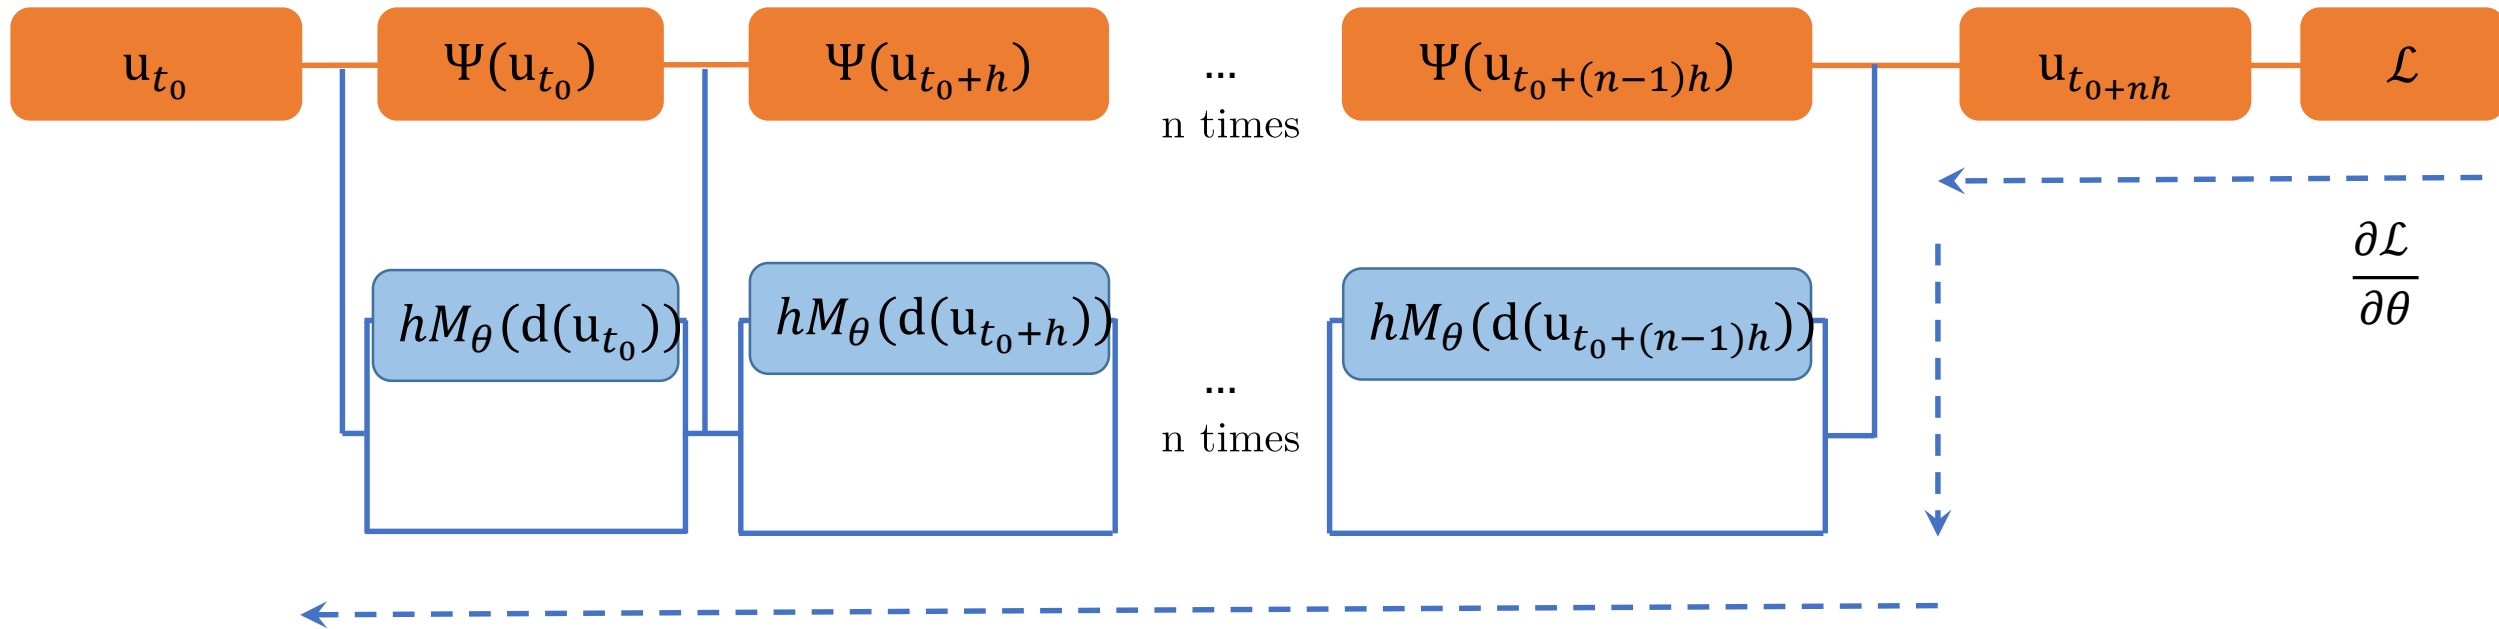 u_{t_0} Ψ(u_{t_0}) Ψ(u_{t_0+h}) ... Ψ(u_{t_0+(n−1)h}) u_{t_0+nh} ℒ
n times
∂ℒ/∂θ
hM_θ(d(u_{t_0})) hM_θ(d(u_{t_0+h})) hM_θ(d(u_{t_0+(n−1)h}))
...
n times